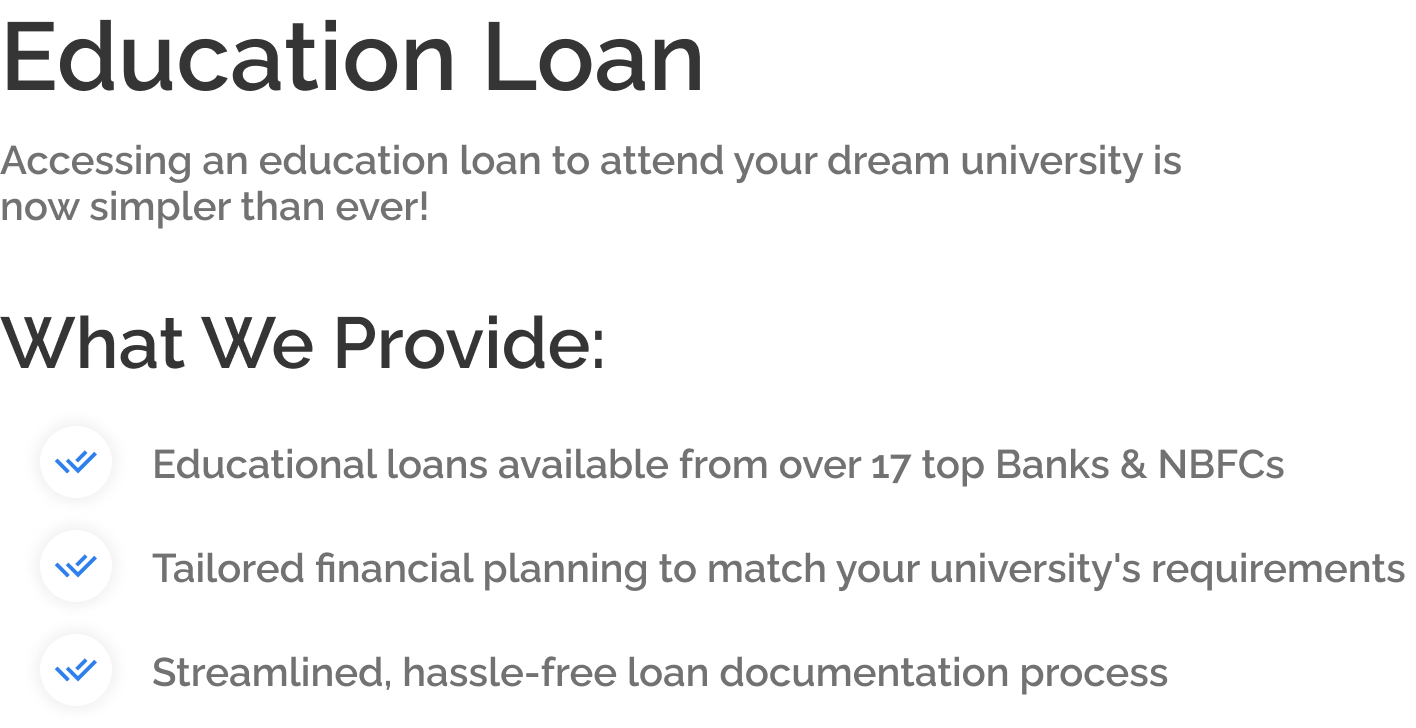 Education Loan
Accessing an education loan to attend your dream university is
now simpler than ever!
What We Provide:
Educational loans available from over 17 top Banks & NBFCs
Tailored financial planning to match your university's requirements
Streamlined, hassle-free loan documentation process